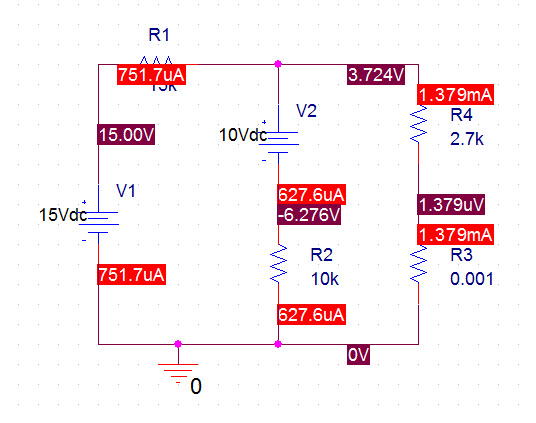 R1
751.7uA
15k
3.724V
1.379mA
R4
2.7k
V2
10Vdc
15.00V
V1
15Vdc
627.6uA
-6.276V
1.379uV
1.379mA
R3
0.001
R2
10k
751.7uA
627.6uA
0V
0